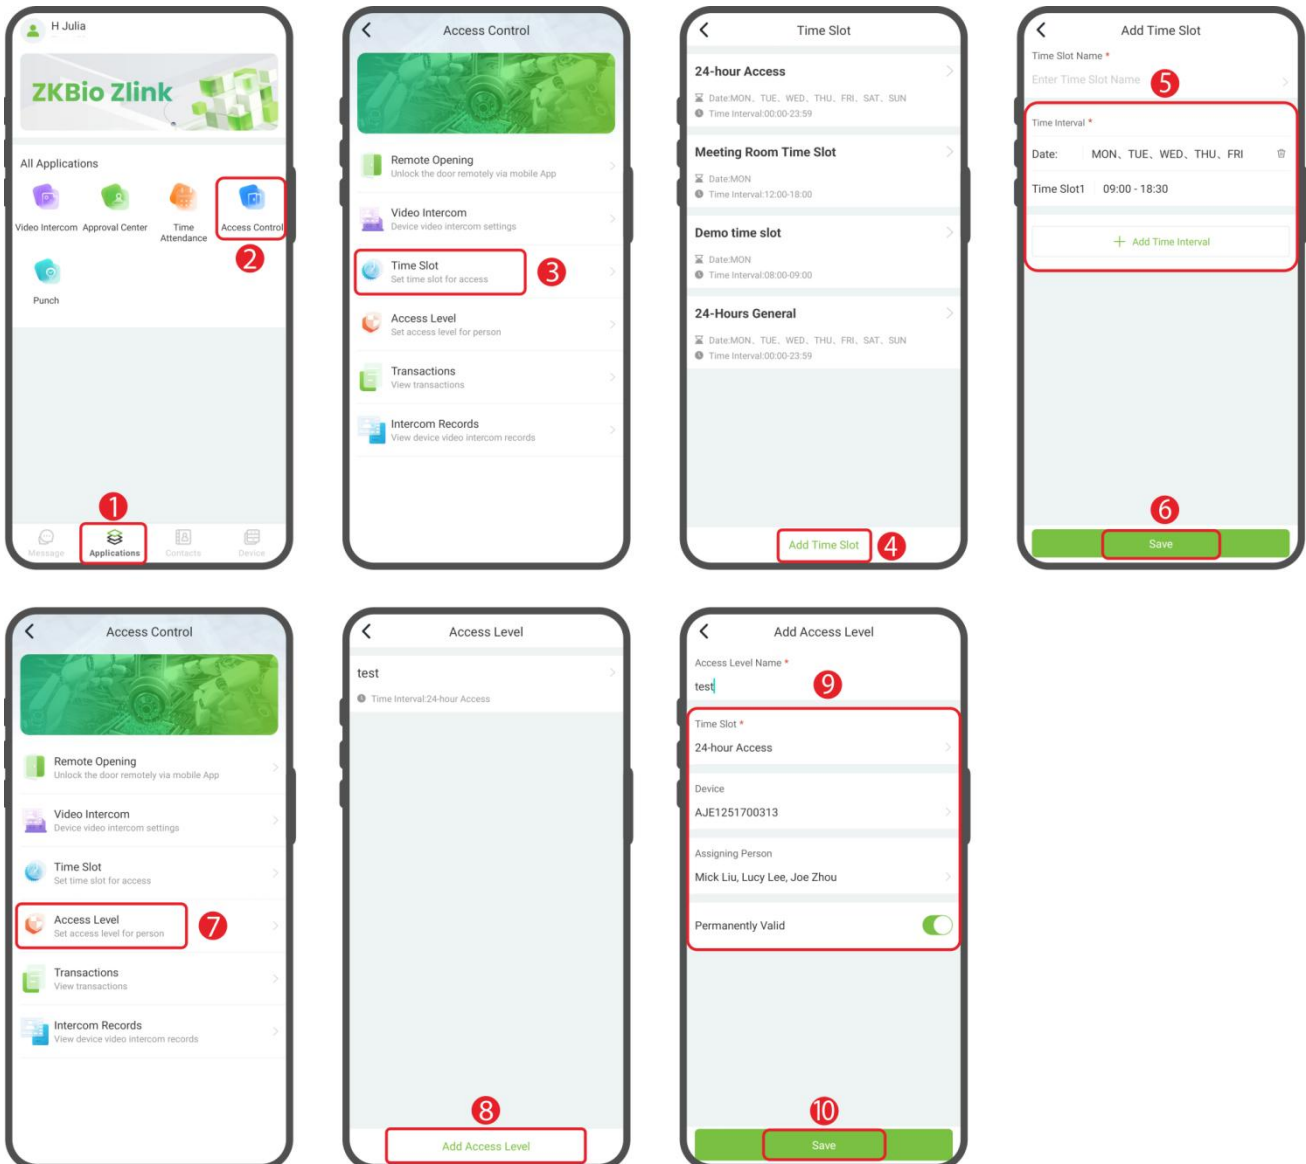 H Julia
ZKBio Zlink
All Applications
Video Intercom
Approval Center
Time
Attendance
Access Control
2
Punch
1
Message
Applications
Contacts
Device
Access Control
Remote Opening
Unlock the door remotely via mobile App
Video Intercom
Device video intercom settings
Time Slot
Set time slot for access
3
Access Level
Set access level for person
Transactions
View transactions
Intercom Records
View device video intercom records
Time Slot
24-hour Access
Date:MON、TUE、WED、THU、FRI、SAT、SUN
Time Interval:00:00-23:59
Meeting Room Time Slot
Date:MON
Time Interval:12:00-18:00
Demo time slot
Date:MON
Time Interval:08:00-09:00
24-Hours General
Date:MON、TUE、WED、THU、FRI、SAT、SUN
Time Interval:00:00-23:59
Add Time Slot
4
Add Time Slot
Time Slot Name *
Enter Time Slot Name
5
Time Interval *
Date: MON、TUE、WED、THU、FRI
Time Slot1 09:00 - 18:30
+ Add Time Interval
6
Save
Access Control
Remote Opening
Unlock the door remotely via mobile App
Video Intercom
Device video intercom settings
Time Slot
Set time slot for access
Access Level
Set access level for person
7
Transactions
View transactions
Intercom Records
View device video intercom records
Access Level
test
Time Interval:24-hour Access
8
Add Access Level
Add Access Level
Access Level Name *
test
9
Time Slot *
24-hour Access
Device
AJE1251700313
Assigning Person
Mick Liu, Lucy Lee, Joe Zhou
Permanently Valid
10
Save